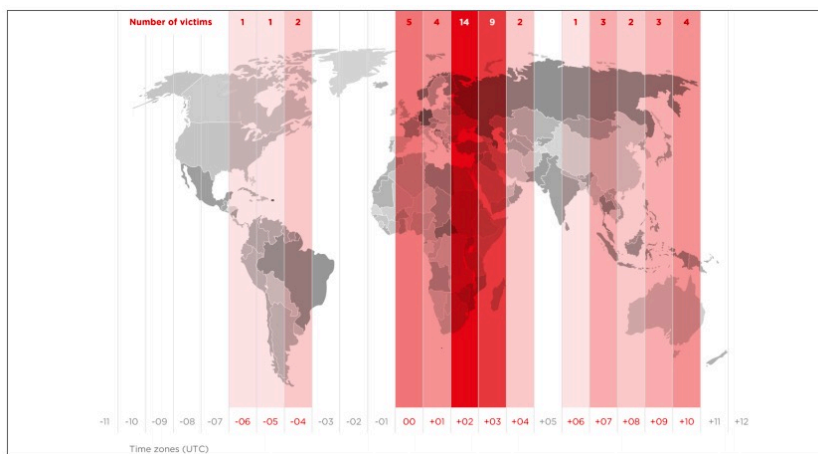 Number of victims 1 1 2 5 4 14 9 2 1 3 2 3 4
-11 -10 -09 -08 -07 -06 -05 -04 -03 -02 -01 00 +01 +02 +03 +04 +05 +06 +07 +08 +09 +10 +11 +12
Time zones (UTC)